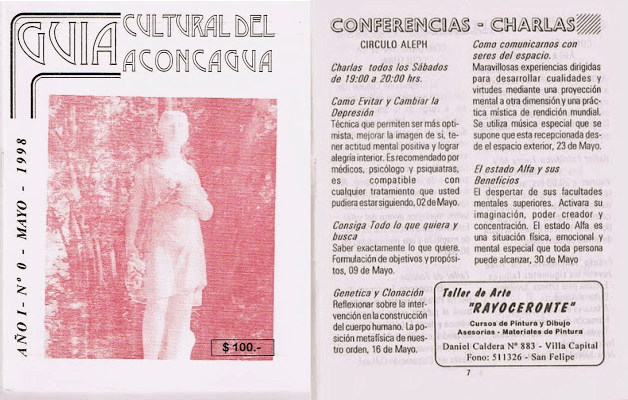 GUIA CULTURAL DEL
ACONCAGUA
AÑO I - Nº 0 - MAYO - 1998
$ 100.-
CONFERENCIAS - CHARLAS
CIRCULO ALEPH
Charlas todos los Sábados
de 19:00 a 20:00 hrs.
Como Evitar y Cambiar la
Depresión
Técnica que permiten ser más opti-
mista, mejorar la imagen de si, te-
ner actitud mental positiva y lograr
alegría interior. Es recomendado por
médicos, psicólogo y psiquatras,
es compatible con
cualquier tratamiento que usted
pudiera estar siguiendo, 02 de Mayo.
Consiga Todo lo que quiera y
busca
Saber exactamente lo que quiere.
Formulación de objetivos y propósi-
tos, 09 de Mayo.
Genetica y Clonación
Reflexionar sobre la inter-
vención en la construcción
del cuerpo humano. La po-
sición metafísica de nues-
tro orden, 16 de Mayo.
Como comunicarnos con
seres del espacio.
Maravillosas experiencias dirigidas
para desarrollar cualidades y
virtudes mediante una proyección
mental a otra dimensión y una prác-
tica mística de rendición mundial.
Se utiliza música especial que se
supone que esta recepcionada des-
de el espacio exterior, 23 de Mayo.
El estado Alfa y sus
Beneficios
El despertar de sus facultades
mentales superiores. Activara su
imaginación, poder creador y
concentración. El estado Alfa es
una situación física, emocional y
mental especial que toda persona
puede alcanzar, 30 de Mayo
Taller de Arte
"RAYOCERONTE"
Cursos de Pintura y Dibujo
Asesorias - Materiales de Pintura
Daniel Caldera Nº 883 - Villa Capital
Fono: 511326 - San Felipe
7